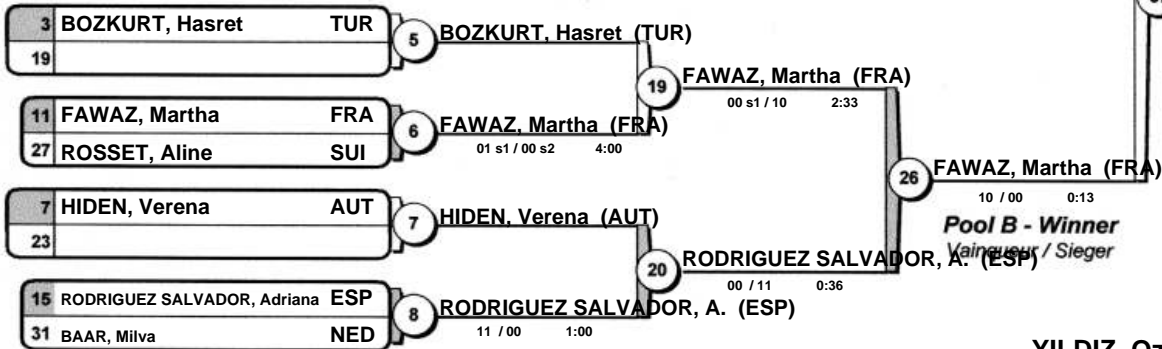 3 BOZKURT, Hasret TUR
19
5 BOZKURT, Hasret (TUR)
11 FAWAZ, Martha FRA
27 ROSSET, Aline SUI
6 FAWAZ, Martha (FRA)
01 s1 / 00 s2 4:00
19 FAWAZ, Martha (FRA)
00 s1 / 10 2:33
7 HIDEN, Verena AUT
23
7 HIDEN, Verena (AUT)
15 RODRIGUEZ SALVADOR, Adriana ESP
31 BAAR, Milva NED
8 RODRIGUEZ SALVADOR, A. (ESP)
11 / 00 1:00
20 RODRIGUEZ SALVADOR, A. (ESP)
00 / 11 0:36
26 FAWAZ, Martha (FRA)
10 / 00 0:13
Pool B - Winner
Vainqueur / Sieger